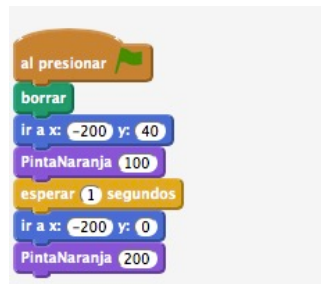 al presionar
borrar
ir a x: -200 y: 40
PintaNaranja 100
esperar 1 segundos
ir a x: -200 y: 0
PintaNaranja 200